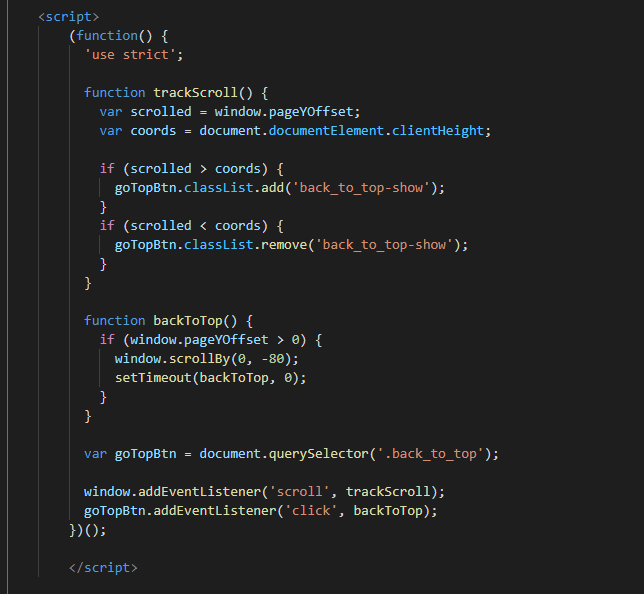 <script>
(function() {
'use strict';
function trackScroll() {
var scrolled = window.pageYOffset;
var coords = document.documentElement.clientHeight;
if (scrolled > coords) {
goTopBtn.classList.add('back_to_top-show');
}
if (scrolled < coords) {
goTopBtn.classList.remove('back_to_top-show');
}
}
function backToTop() {
if (window.pageYOffset > 0) {
window.scrollBy(0, -80);
setTimeout(backToTop, 0);
}
}
var goTopBtn = document.querySelector('.back_to_top');
window.addEventListener('scroll', trackScroll);
goTopBtn.addEventListener('click', backToTop);
})();
</script>